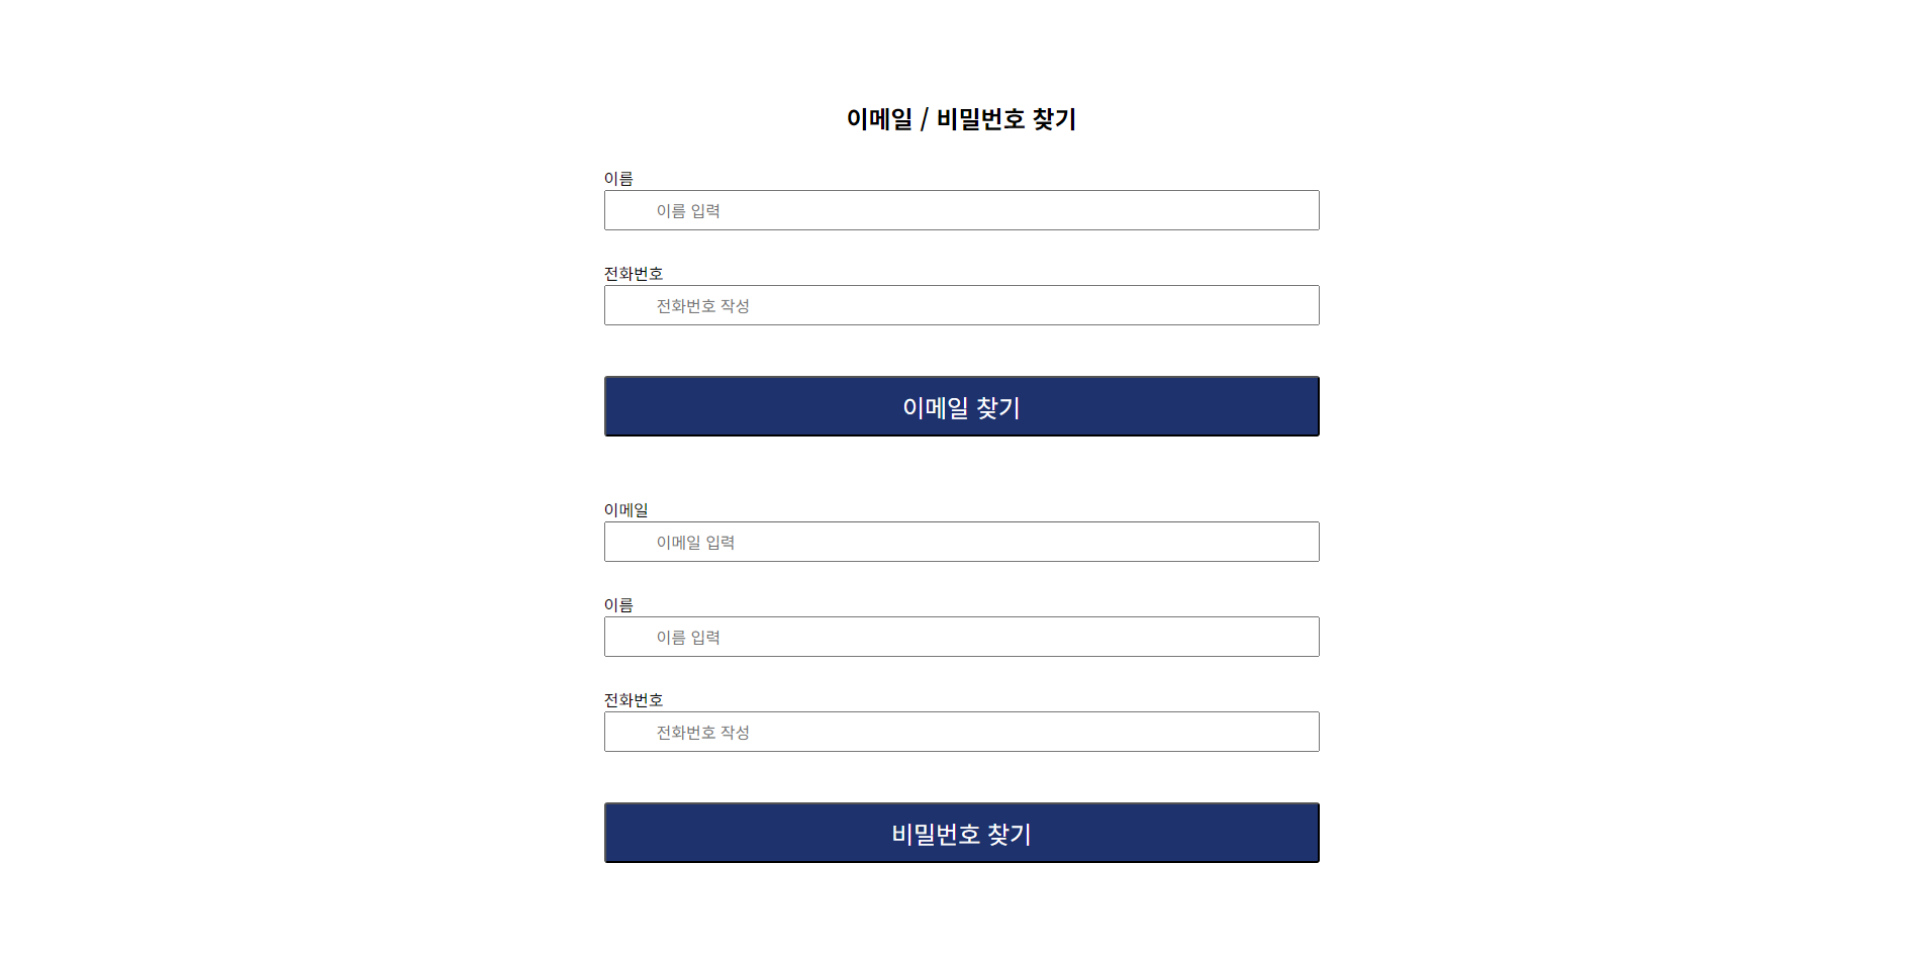 이메일 / 비밀번호 찾기
이름
이름 입력
전화번호
전화번호 작성
이메일 찾기
이메일
이메일 입력
이름
이름 입력
전화번호
전화번호 작성
비밀번호 찾기